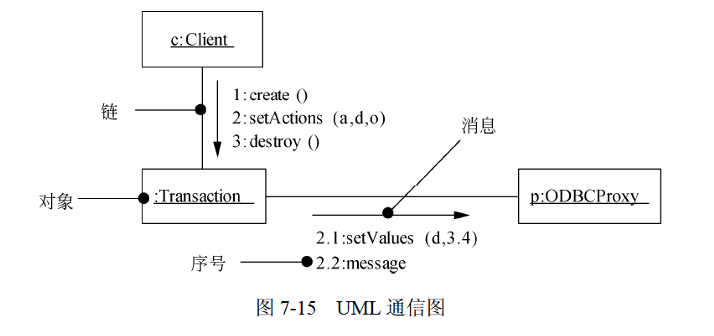 c:Client
链
1:create ()
2:setActions (a,d,o)
3:destroy ()
消息
对象
:Transaction
p:ODBCProxy
2.1:setValues (d,3.4)
序号
2.2:message
图 7-15 UML 通信图